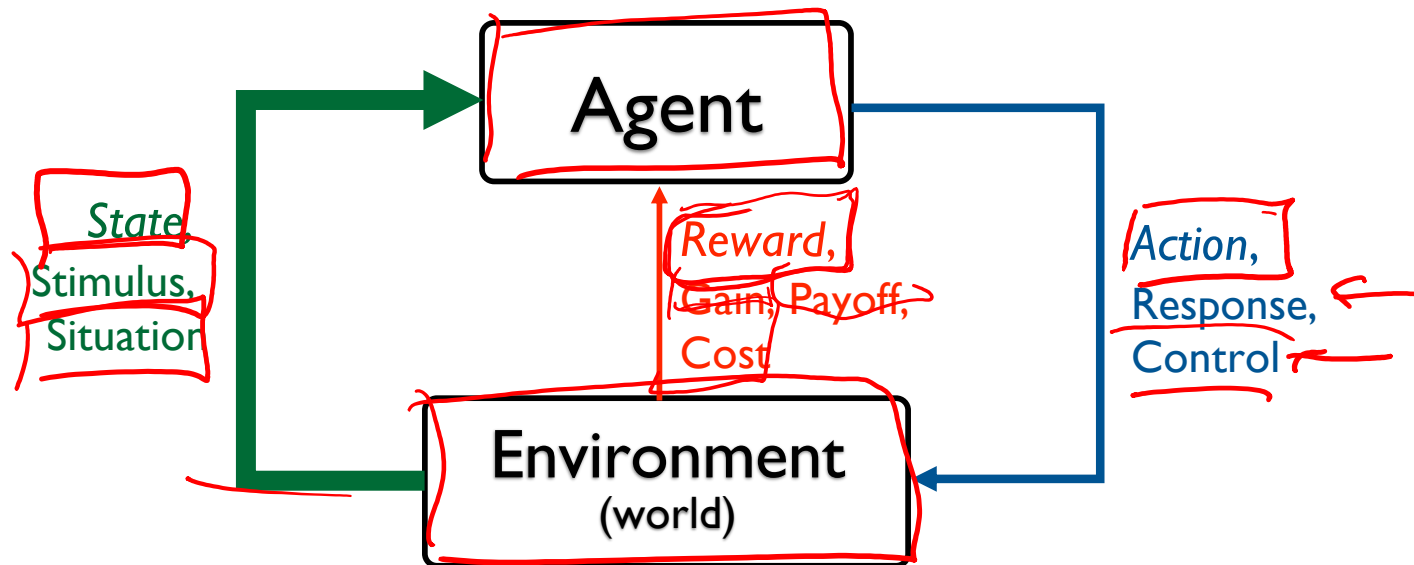 Agent
State,
Stimulus,
Situation
Reward,
Gain, Payoff,
Cost
Action,
Response,
Control
Environment
(world)